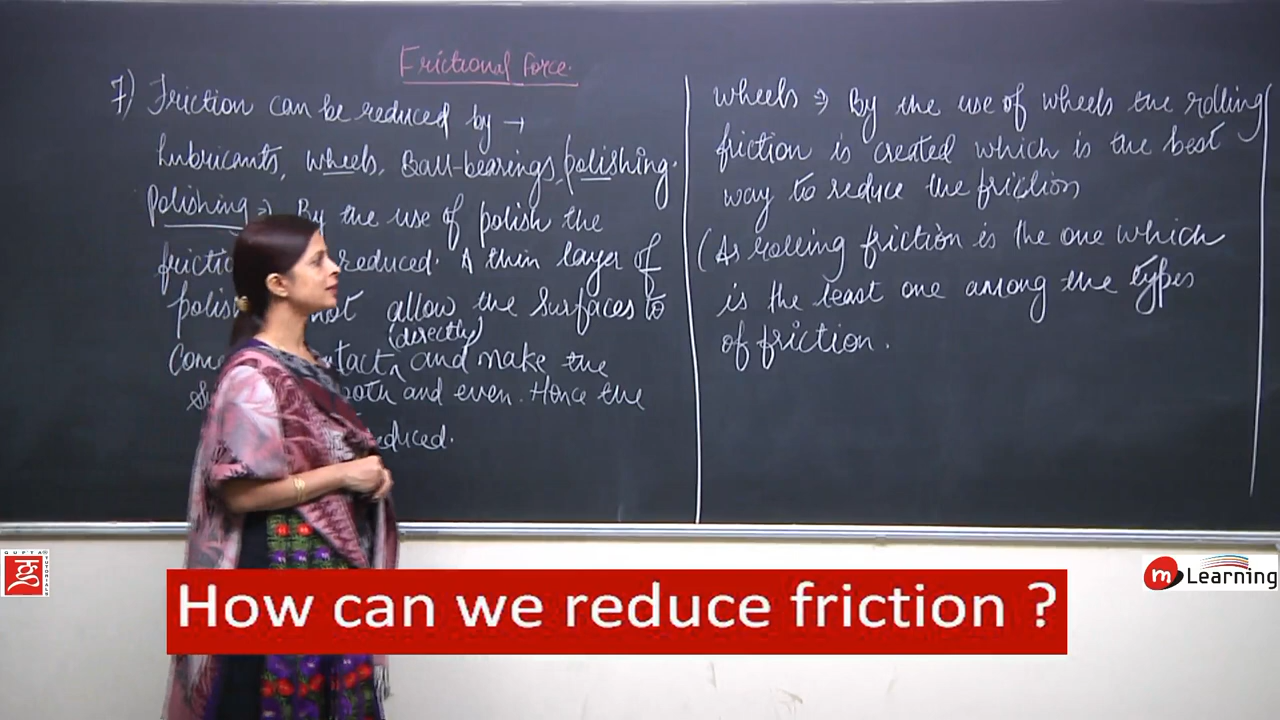 Frictional force.
7) Friction can be reduced by →
Lubricants, wheels, Ball-bearings, polishing.
Polishing ⇒ By the use of polish the
reduced. A thin layer of
polish not allow the surfaces to
(directly)
and make the
and even. Hence the
wheels ⇒ By the use of wheels the rolling
friction is created which is the best
way to reduce the friction
(As rolling friction is the one which
is the least one among the types
of friction.
GUPTA TUTORIALS
m Learning
How can we reduce friction ?